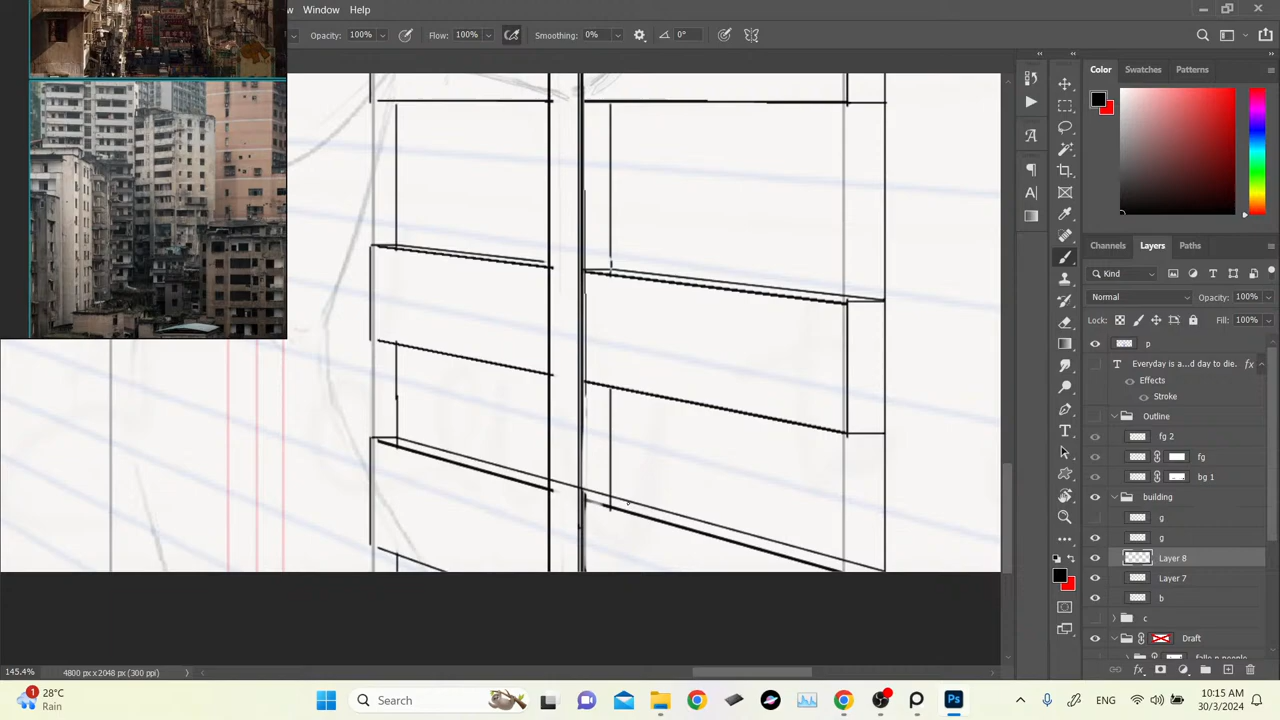 Window Help
Opacity: 100% Flow: 100% Smoothing: 0% 0°
Color Swatches Patterns
Channels Layers Paths
Kind
Normal Opacity: 100%
Lock: Fill: 100%
p
T Everyday is a...d day to die. fx
Effects
Stroke
Outline
fg 2
fg
bg 1
building
g
g
Layer 8
Layer 7
b
c
Draft
145.4% 4800 px x 2048 px (300 ppi)
1 28°C
Rain
Search
ENG
10:15 AM
30/3/2024